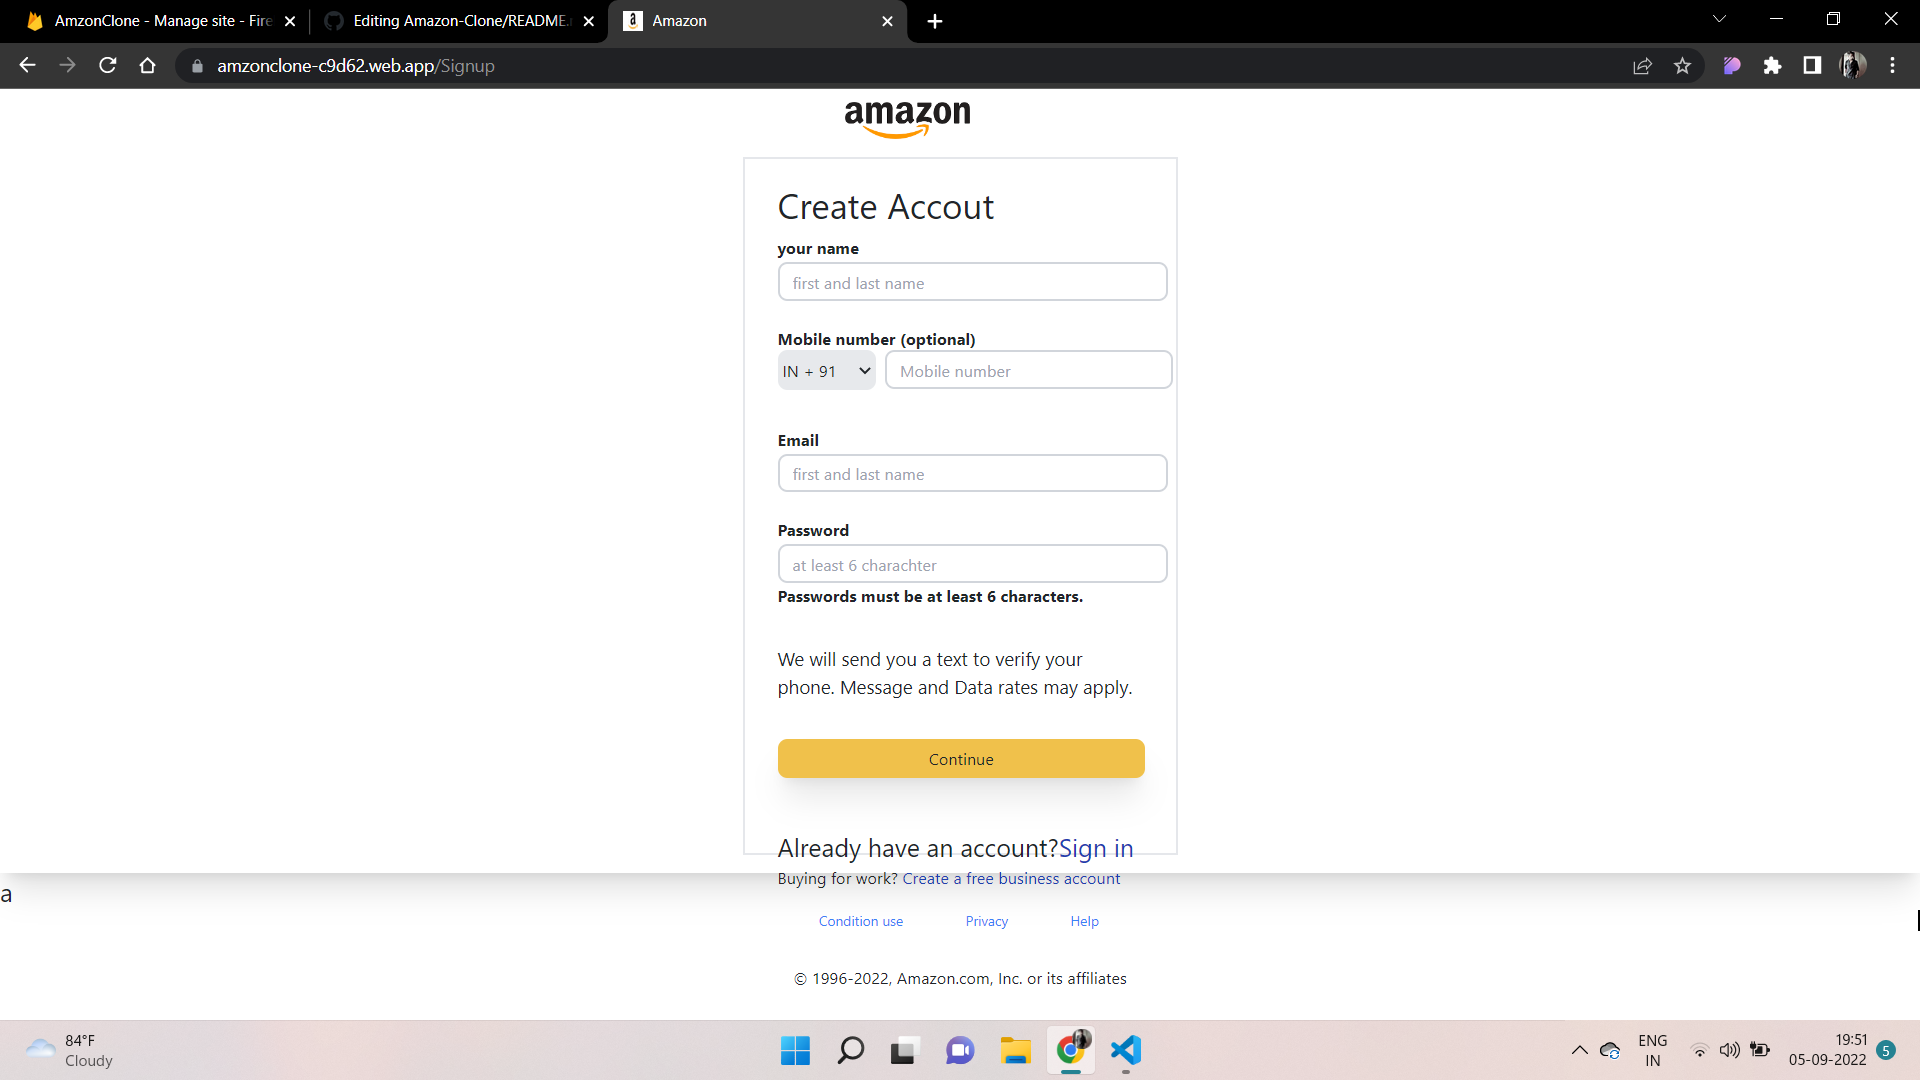 AmzonClone - Manage site - Fire
Editing Amazon-Clone/README.
Amazon
amzonclone-c9d62.web.app/Signup
amazon
Create Accout
your name
first and last name
Mobile number (optional)
IN + 91
Mobile number
Email
first and last name
Password
at least 6 charachter
Passwords must be at least 6 characters.
We will send you a text to verify your
phone. Message and Data rates may apply.
Continue
Already have an account?Sign in
Buying for work? Create a free business account
a
Condition use
Privacy
Help
© 1996-2022, Amazon.com, Inc. or its affiliates
84°F
Cloudy
ENG
IN
19:51
05-09-2022
5